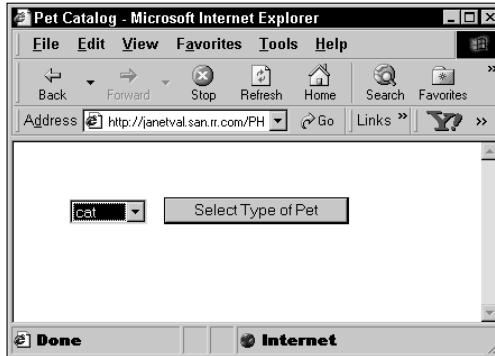 Pet Catalog - Microsoft Internet Explorer
File Edit View Favorites Tools Help
Back Forward Stop Refresh Home Search Favorites »
Address http://janetval.san.rr.com/PH Go Links » Y! »
cat Select Type of Pet
Done Internet